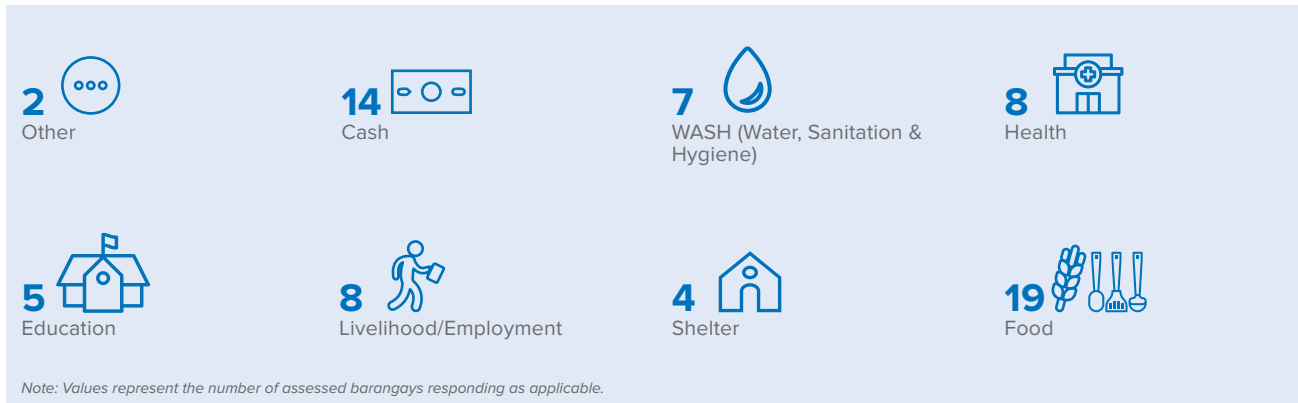 2
Other
14
Cash
7
WASH (Water, Sanitation &
Hygiene)
8
Health
5
Education
8
Livelihood/Employment
4
Shelter
19
Food
Note: Values represent the number of assessed barangays responding as applicable.